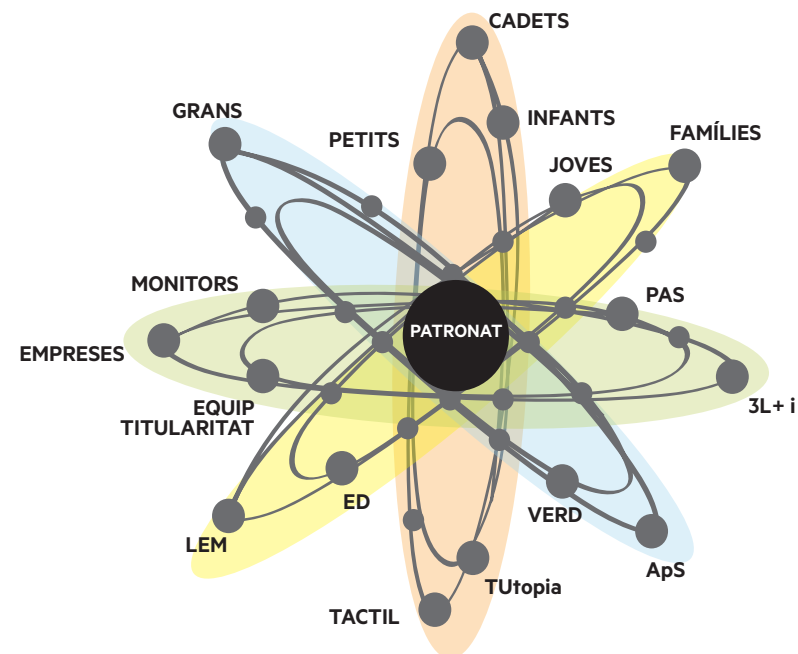 CADETS
GRANS
INFANTS
FAMÍLIES
PETITS
JOVES
MONITORS
PAS
PATRONAT
EMPRESES
3L+ i
EQUIP
TITULARITAT
ED
VERD
LEM
ApS
TUtopia
TACTIL